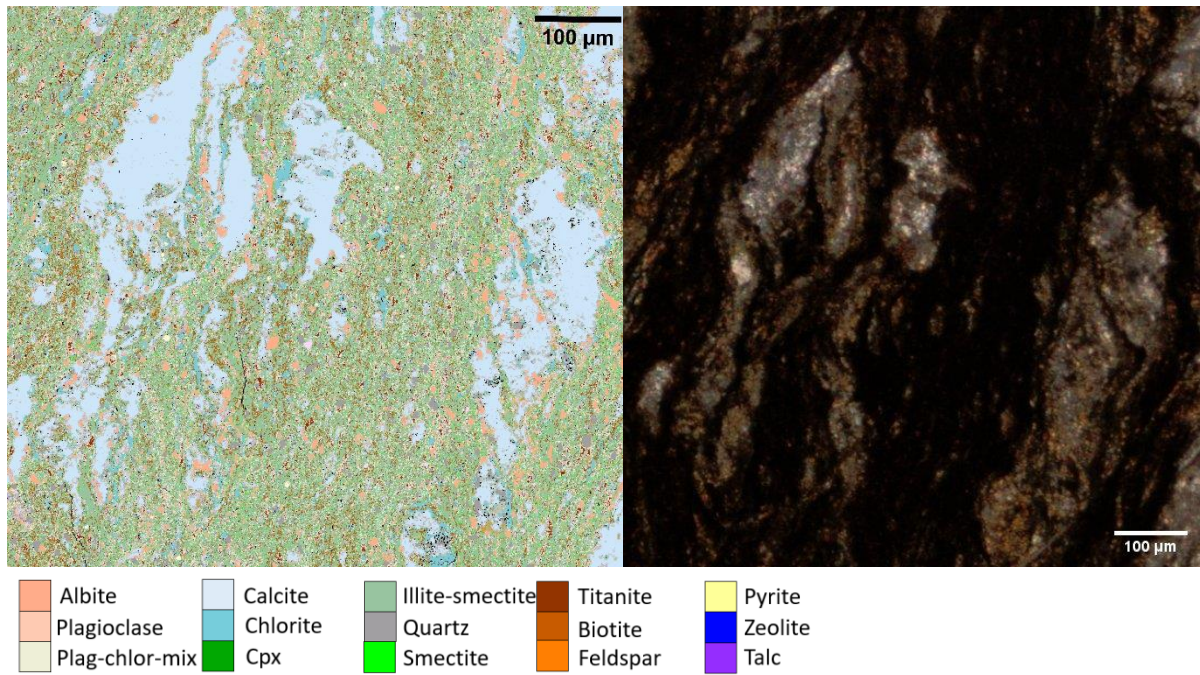 100 µm
100 µm
Albite
Calcite
Illite-smectite
Titanite
Pyrite
Plagioclase
Chlorite
Quartz
Biotite
Zeolite
Plag-chlor-mix
Cpx
Smectite
Feldspar
Talc